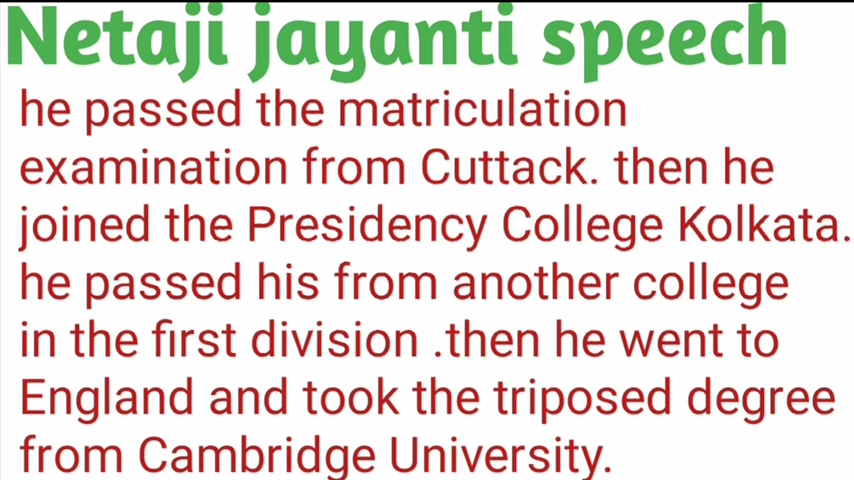 Netaji jayanti speech
he passed the matriculation
examination from Cuttack. then he
joined the Presidency College Kolkata.
he passed his from another college
in the first division .then he went to
England and took the triposed degree
from Cambridge University.